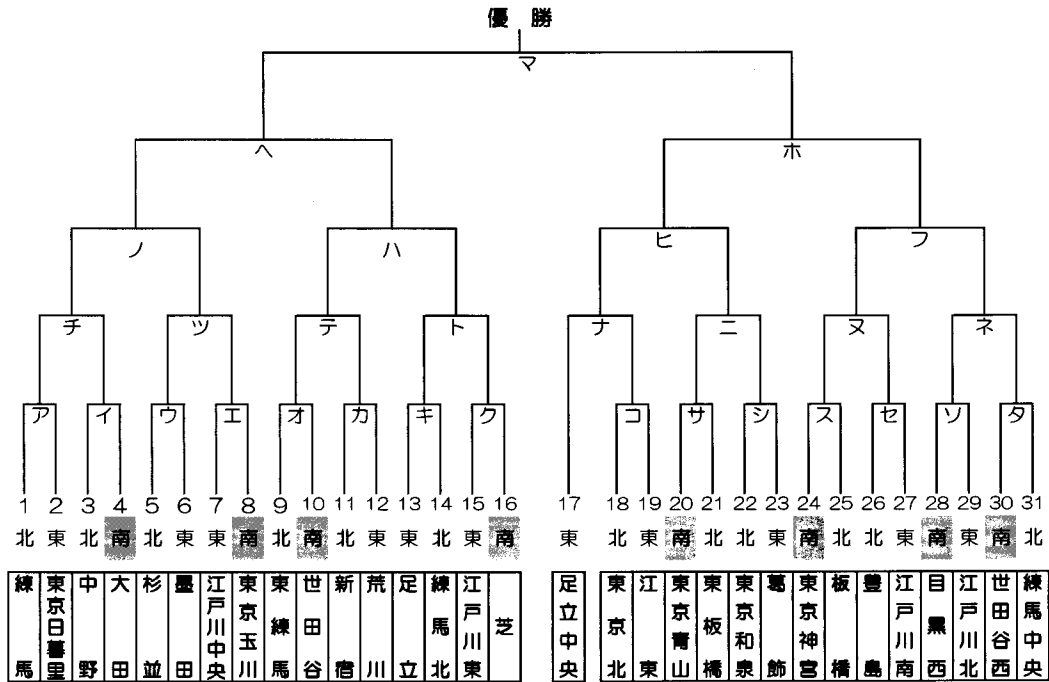 優 勝
マ
ヘ ホ
ノ ハ ヒ フ
チ ツ テ ト ナ ニ ヌ ネ
ア イ ウ エ オ カ キ ク コ サ シ ス セ ソ タ
1 2 3 4 5 6 7 8 9 10 11 12 13 14 15 16 17 18 19 20 21 22 23 24 25 26 27 28 29 30 31
北 東 北 南 北 東 東 南 北 南 北 東 東 北 東 南 東 北 東 南 北 北 東 南 北 北 東 南 東 南 北
練馬
東京日暮里
中野
大田
杉並
墨田
江戸川中央
東京玉川
東練馬
世田谷
新宿
荒川
足立
練馬北
江戸川東
芝
足立中央
東京北
江東
東京青山
東板橋
東京和泉
葛飾
東京神宮
板橋
豊島
江戸川南
目黒西
江戸川北
世田谷西
練馬中央